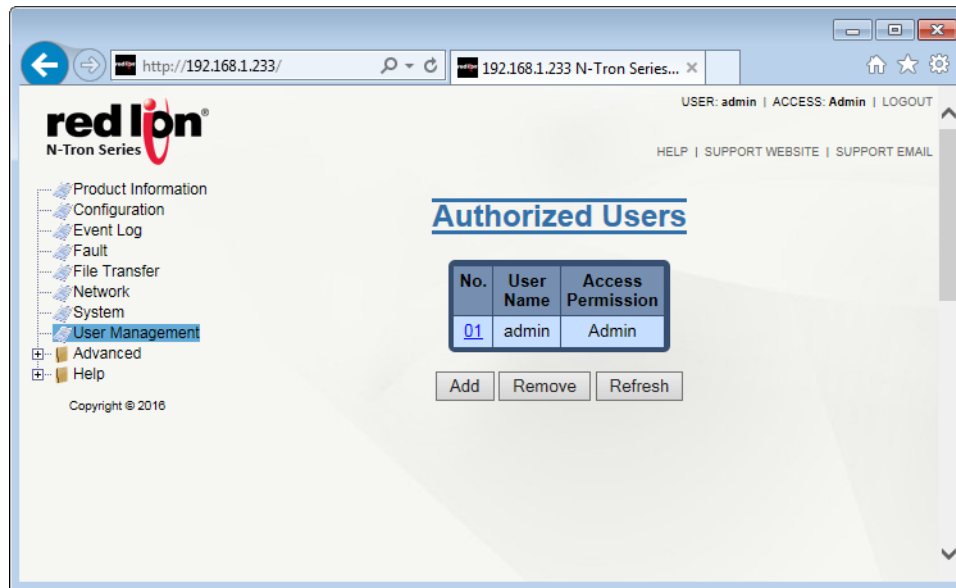 http://192.168.1.233/
192.168.1.233 N-Tron Series...
USER: admin | ACCESS: Admin | LOGOUT
red lion®
N-Tron Series
HELP | SUPPORT WEBSITE | SUPPORT EMAIL
Product Information
Configuration
Event Log
Fault
File Transfer
Network
System
User Management
Advanced
Help
Copyright © 2016
Authorized Users
No. User Name Access Permission
01 admin Admin
Add Remove Refresh